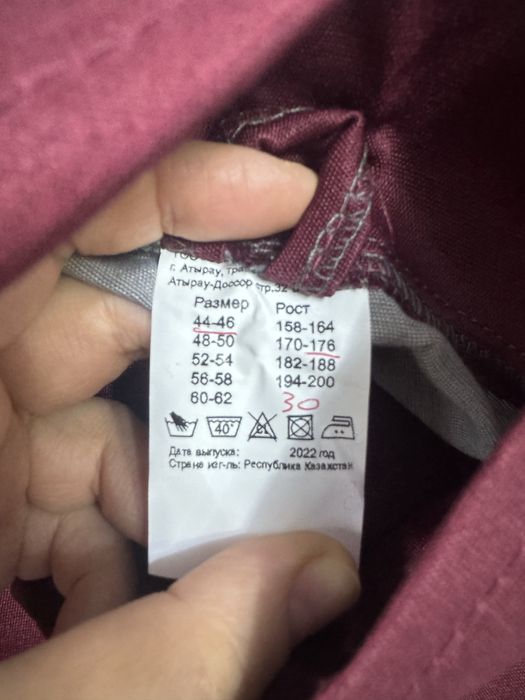 г. Атырау,
Атырау-Доссор стр.32
Размер Рост
44-46 158-164
48-50 170-176
52-54 182-188
56-58 194-200
60-62 30
40°
Дата выпуска: 2022 год
Страна изг-ль: Республика Казахстан